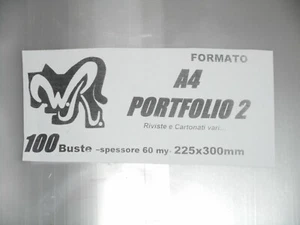 W.R.
FORMATO
A4
PORTFOLIO 2
Riviste e Cartonati vari...
100 Buste -spessore 60 my- 225x300mm